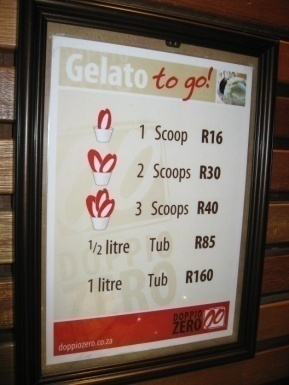 Gelato to go!
1 Scoop R16
2 Scoops R30
3 Scoops R40
1/2 litre Tub R85
1 litre Tub R160
DOPPIO
ZERO
DOPPIO
ZERO
doppiozero.co.za